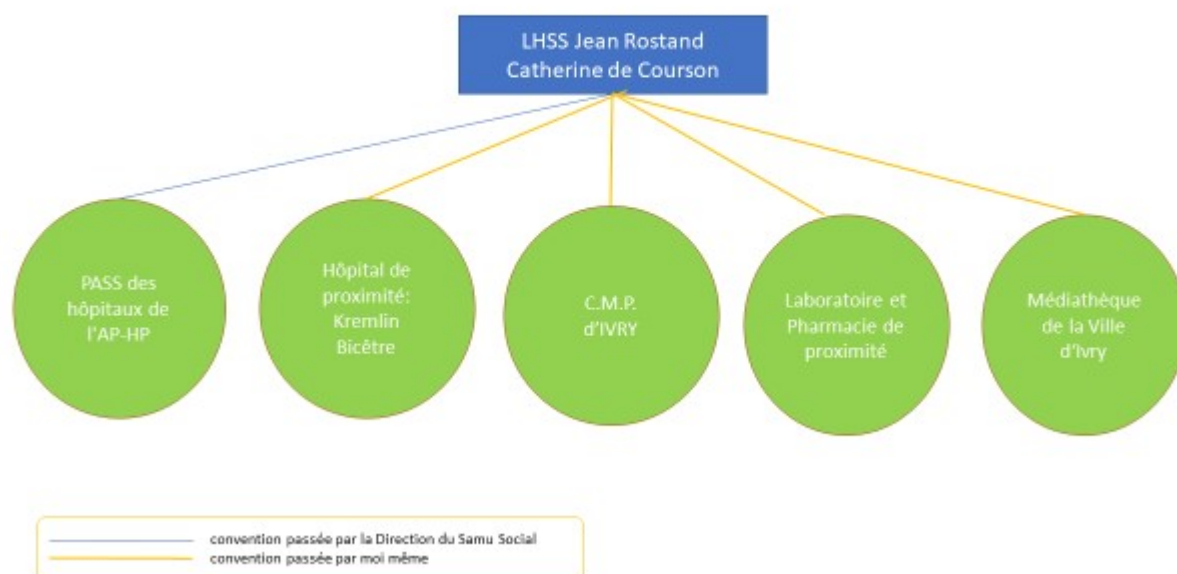 LHSS Jean Rostand
Catherine de Courson
PASS des
hôpitaux de
l'AP-HP
Hôpital de
proximité:
Kremlin
Bicêtre
C.M.P.
d'IVRY
Laboratoire et
Pharmacie de
proximité
Médiathèque
de la Ville
d'Ivry
convention passée par la Direction du Samu Social
convention passée par moi même